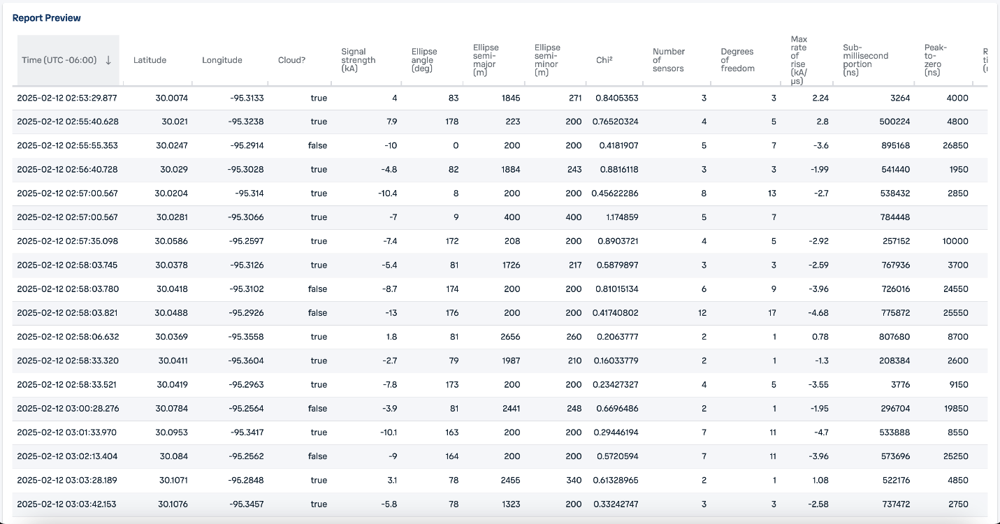 Report Preview
Time (UTC -06:00) ↓ Latitude Longitude Cloud? Signal strength (kA) Ellipse angle (deg) Ellipse semi-major (m) Ellipse semi-minor (m) Chi² Number of sensors Degrees of freedom Max rate of rise (kA/µs) Sub-millisecond portion (ns) Peak-to-zero (ns)
2025-02-12 02:53:29.877 30.0074 -95.3133 true 4 83 1845 271 0.8405353 3 3 2.24 3264 4000
2025-02-12 02:55:40.628 30.021 -95.3238 true 7.9 178 223 200 0.76520324 4 5 2.8 500224 4800
2025-02-12 02:55:55.353 30.0247 -95.2914 false -10 0 200 200 0.4181907 5 7 -3.6 895168 26850
2025-02-12 02:56:40.728 30.029 -95.3028 true -4.8 82 1884 243 0.8816118 3 3 -1.99 541440 1950
2025-02-12 02:57:00.567 30.0204 -95.314 true -10.4 8 200 200 0.45622286 8 13 -2.7 538432 2850
2025-02-12 02:57:00.567 30.0281 -95.3066 true -7 9 400 400 1.174859 5 7 784448
2025-02-12 02:57:35.098 30.0586 -95.2597 true -7.4 172 208 200 0.8903721 4 5 -2.92 257152 10000
2025-02-12 02:58:03.745 30.0378 -95.3126 true -5.4 81 1726 217 0.5879897 3 3 -2.59 767936 3700
2025-02-12 02:58:03.780 30.0418 -95.3102 false -8.7 174 200 200 0.81015134 6 9 -3.96 726016 24550
2025-02-12 02:58:03.821 30.0488 -95.2926 false -13 176 200 200 0.41740802 12 17 -4.68 775872 25550
2025-02-12 02:58:06.632 30.0369 -95.3558 true 1.8 81 2656 260 0.2063777 2 1 0.78 807680 8700
2025-02-12 02:58:33.320 30.0411 -95.3604 true -2.7 79 1987 210 0.16033779 2 1 -1.3 208384 2600
2025-02-12 02:58:33.521 30.0419 -95.2963 true -7.8 173 200 200 0.23427327 4 5 -3.55 3776 9150
2025-02-12 03:00:28.276 30.0784 -95.2564 false -3.9 81 2441 248 0.6696486 2 1 -1.95 296704 19850
2025-02-12 03:01:33.970 30.0953 -95.3417 true -10.1 163 200 200 0.29446194 7 11 -4.7 533888 8550
2025-02-12 03:02:13.404 30.084 -95.2562 false -9 164 200 200 0.5720594 7 11 -3.96 573696 25250
2025-02-12 03:03:28.189 30.1071 -95.2848 true 3.1 78 2455 340 0.61328965 2 1 1.08 522176 4850
2025-02-12 03:03:42.153 30.1076 -95.3457 true -5.8 78 1323 200 0.33242747 3 3 -2.58 737472 2750